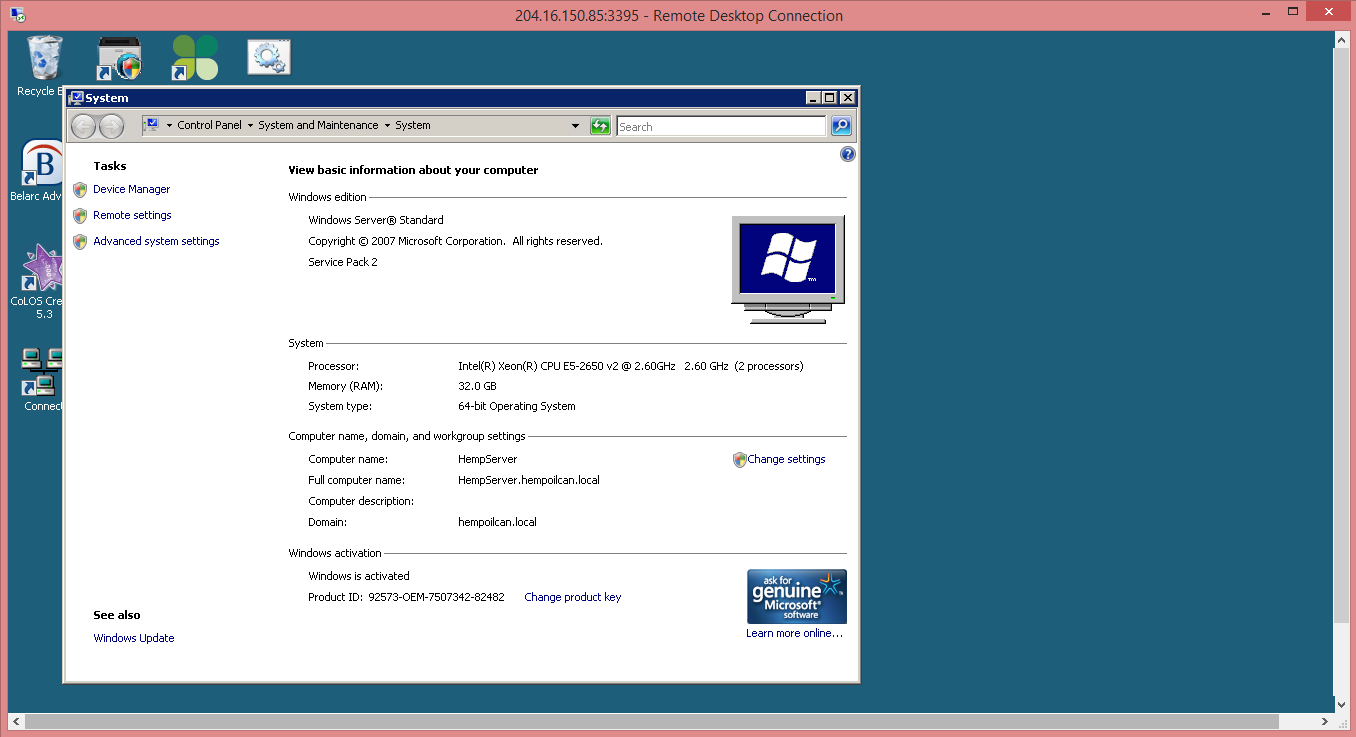 204.16.150.85:3395 - Remote Desktop Connection
Recycle B
System
Control Panel
System and Maintenance
System
Search
Belarc Adv
CoLOS Cre
5.3
Connect
Tasks
Device Manager
Remote settings
Advanced system settings
See also
Windows Update
View basic information about your computer
Windows edition
Windows Server® Standard
Copyright © 2007 Microsoft Corporation. All rights reserved.
Service Pack 2
TM
System
Processor: Intel(R) Xeon(R) CPU E5-2650 v2 @ 2.60GHz 2.60 GHz (2 processors)
Memory (RAM): 32.0 GB
System type: 64-bit Operating System
Computer name, domain, and workgroup settings
Computer name: HempServer
Change settings
Full computer name: HempServer.hempoilcan.local
Computer description:
Domain: hempoilcan.local
Windows activation
Windows is activated
Product ID: 92573-OEM-7507342-82482 Change product key
ask for
genuine
Microsoft®
software
Learn more online...